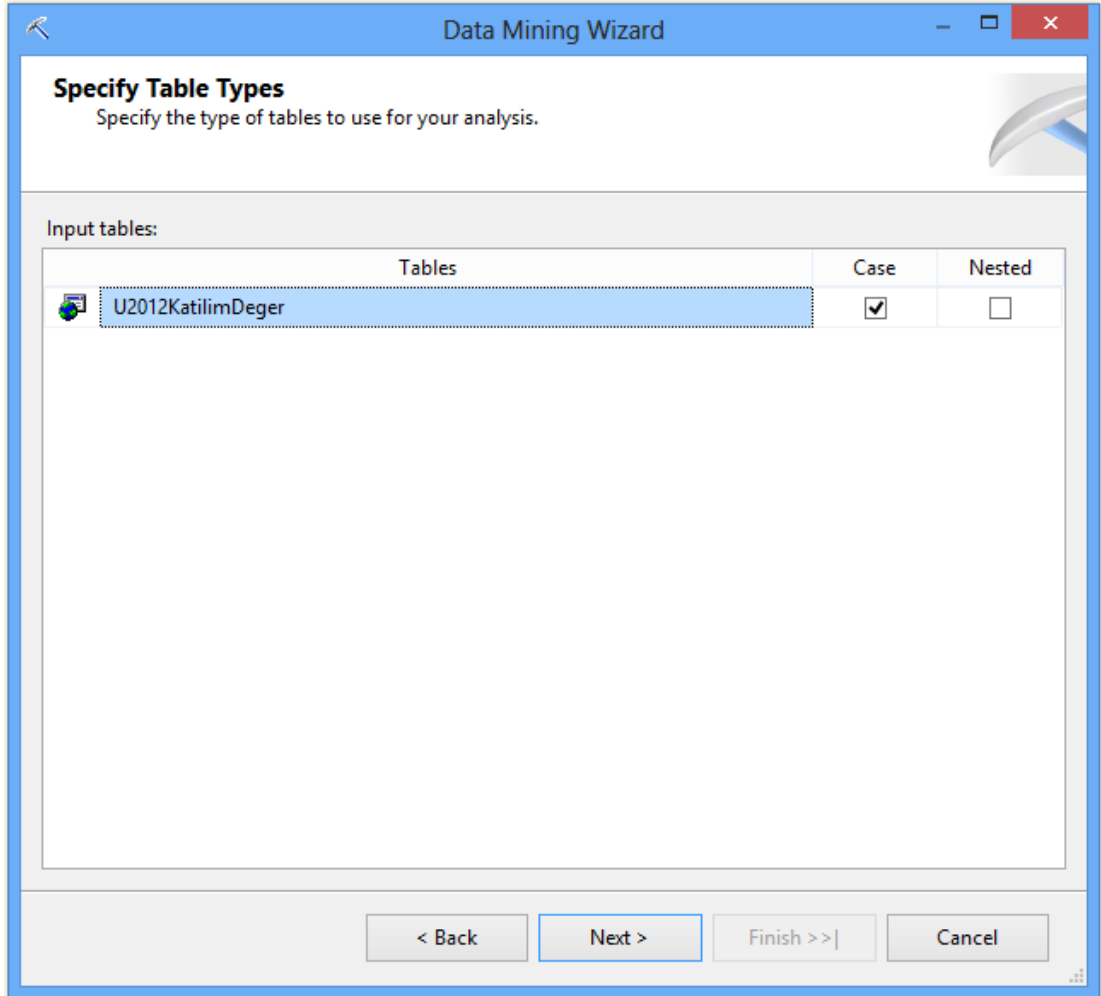 Data Mining Wizard
Specify Table Types
Specify the type of tables to use for your analysis.
Input tables:
Tables Case Nested
U2012KatilimDeger
< Back Next > Finish >>| Cancel